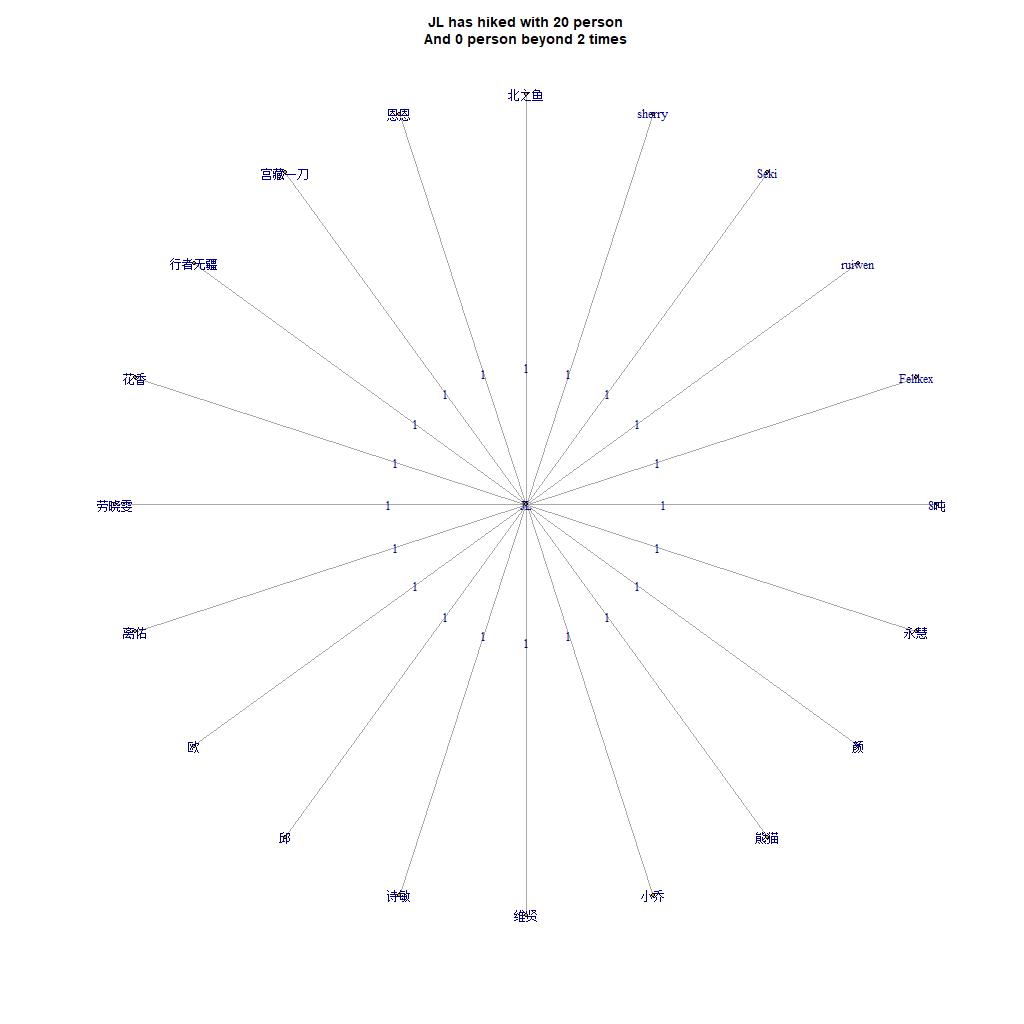 JL has hiked with 20 person
And 0 person beyond 2 times
北之鱼
恩恩
sherry
宫藏一刀
Seki
行者无疆
ruiwen
花香
Felikex
1
1
1
1
1
1
1
1
1
劳晓雯
1
JL
1
8吨
1
1
1
1
1
1
1
1
1
离佑
永慧
欧
颜
邱
熊猫
诗敏
小乔
维贤